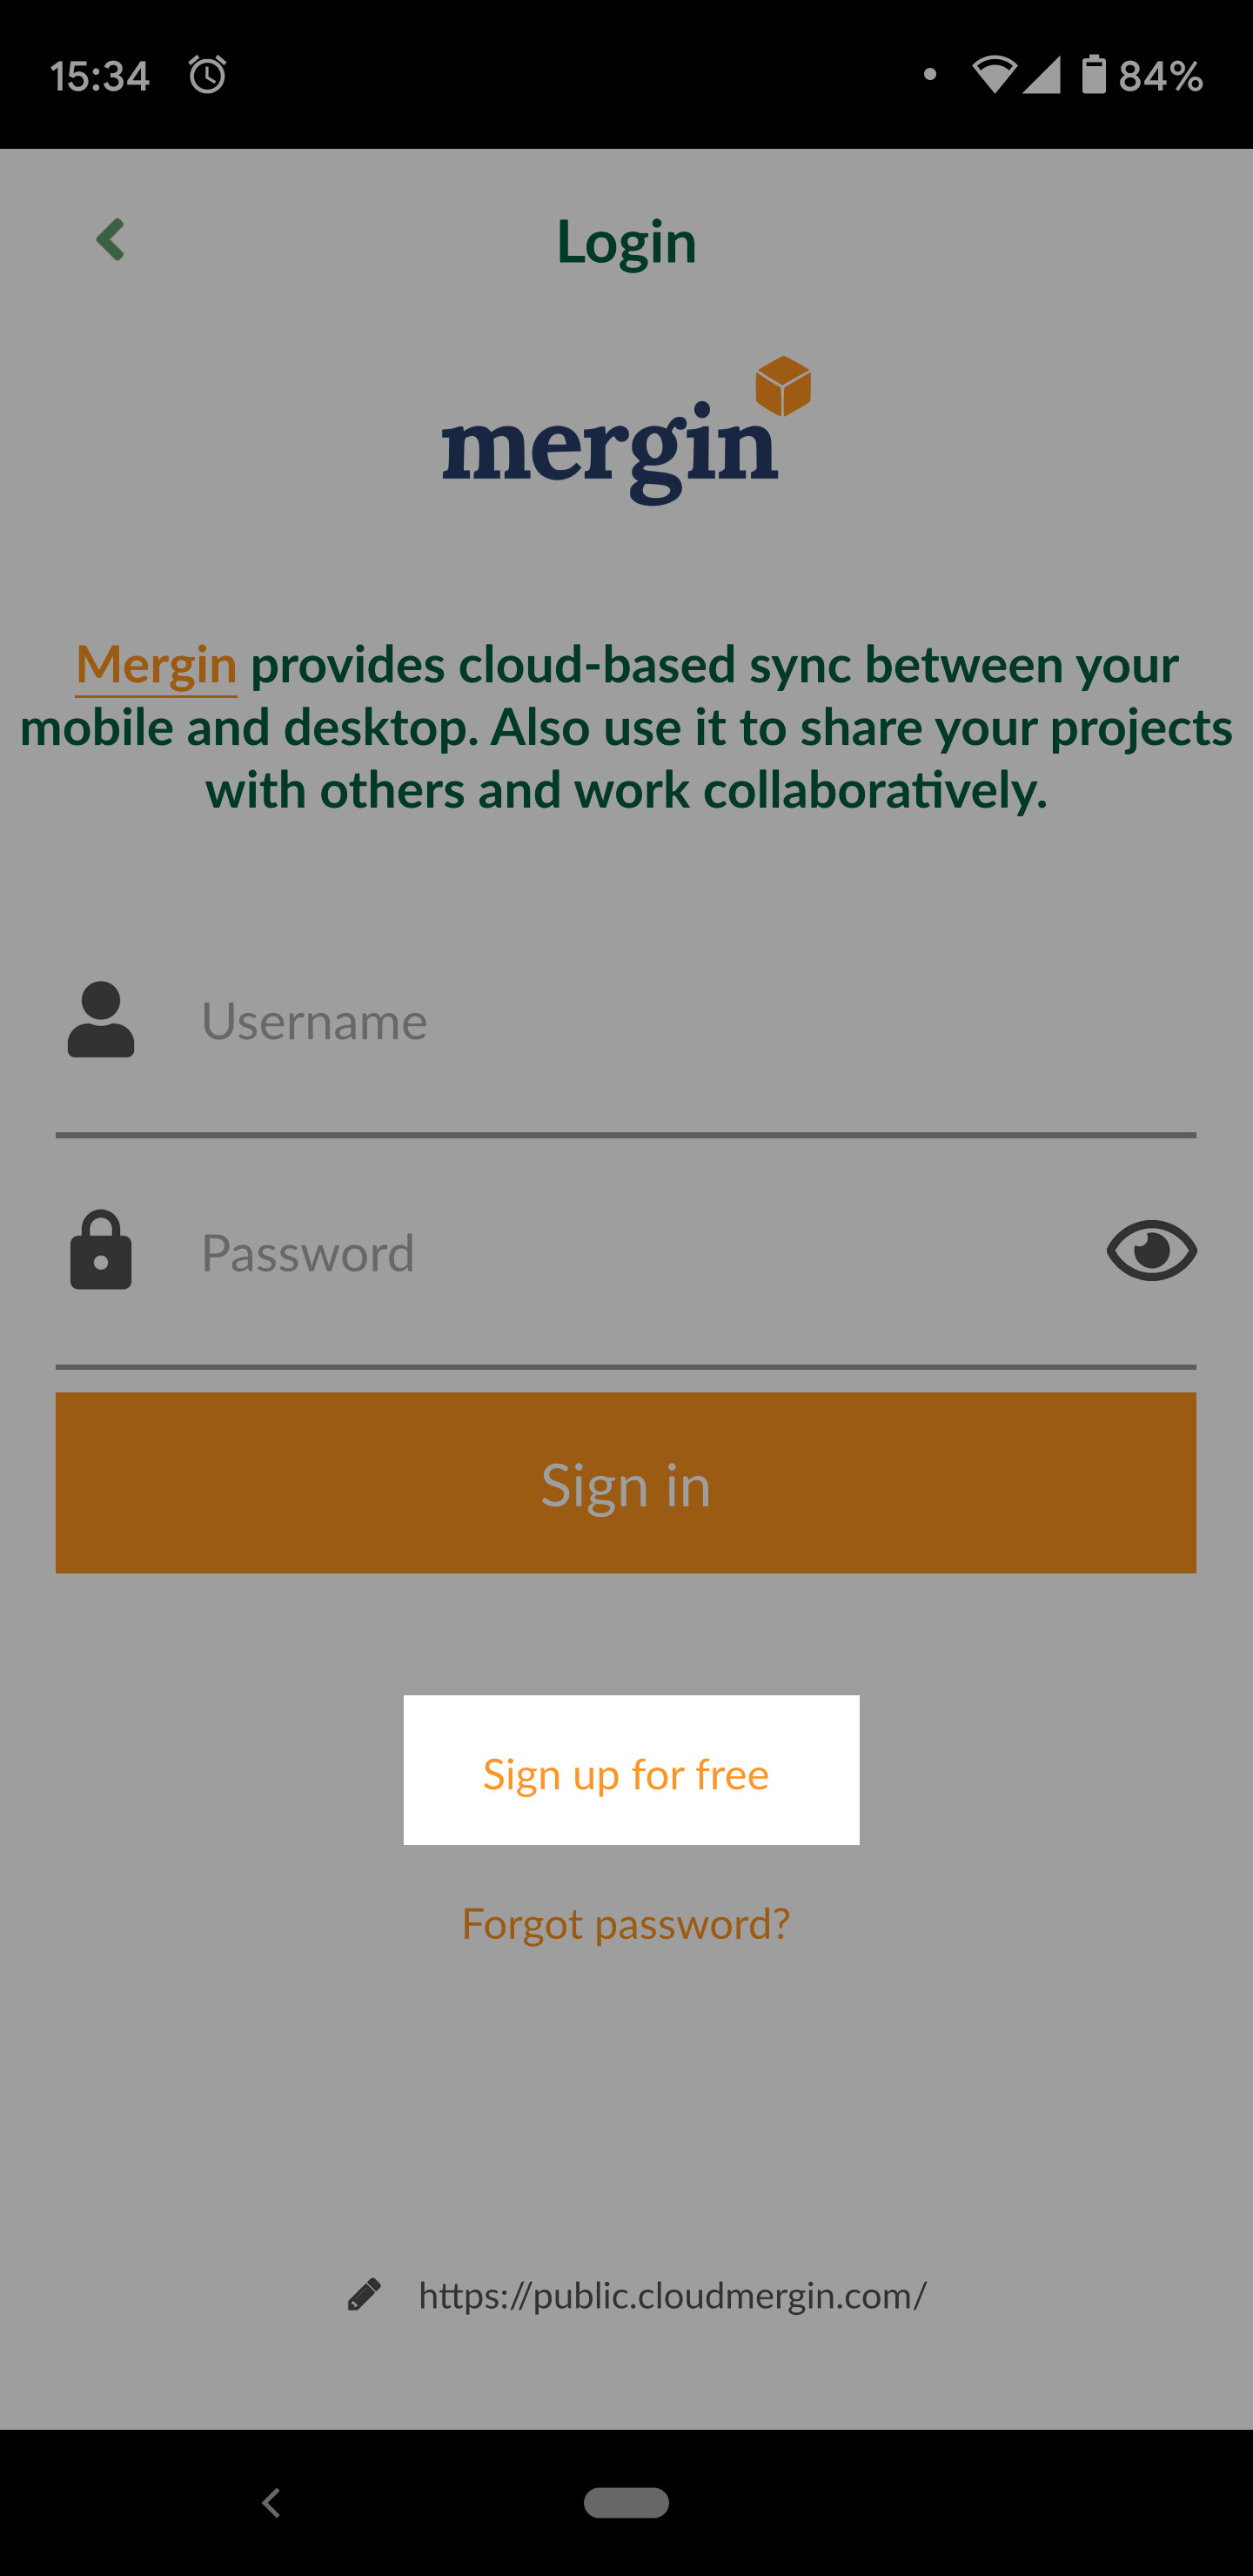 15:34
84%
Login
mergin
Mergin provides cloud-based sync between your
mobile and desktop. Also use it to share your projects
with others and work collaboratively.
Username
Password
Sign in
Sign up for free
Forgot password?
https://public.cloudmergin.com/